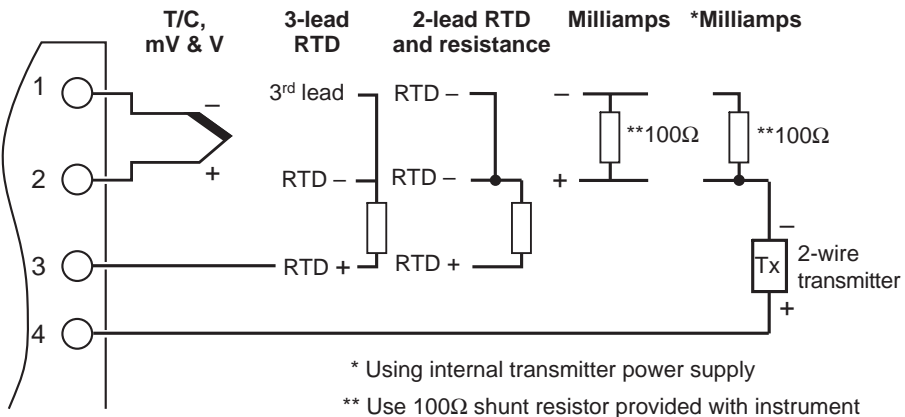 T/C, mV & V
3-lead RTD
2-lead RTD and resistance
Milliamps
*Milliamps
1
–
3rd lead
RTD –
–
**100Ω
**100Ω
2
+
RTD –
RTD –
+
–
3
RTD +
RTD +
Tx
2-wire transmitter
+
4
* Using internal transmitter power supply
** Use 100Ω shunt resistor provided with instrument